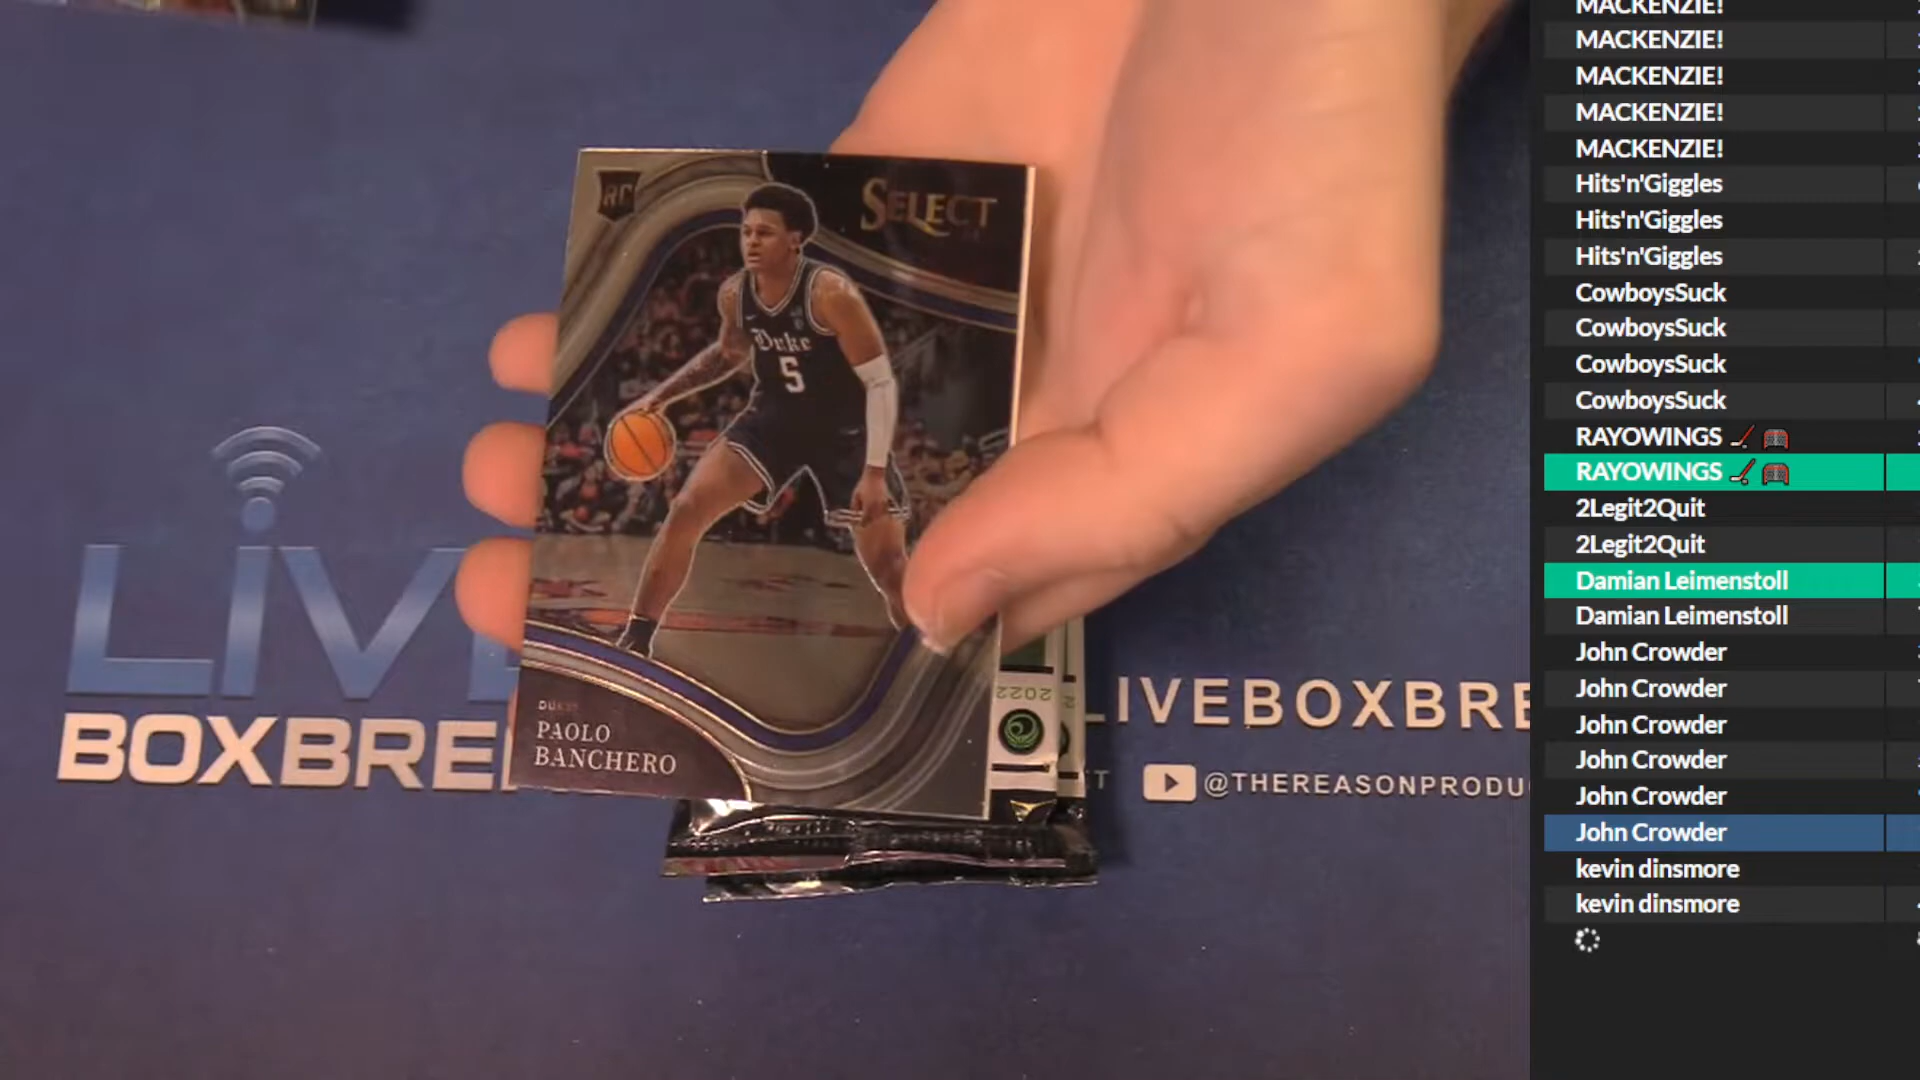 RC
SELECT
Duke
5
DUKE
PAOLO
BANCHERO
LIVE
BOXBRE
2022
LIVEBOXBRE
@THEREASONPRODU
MACKENZIE!
MACKENZIE!
MACKENZIE!
MACKENZIE!
MACKENZIE!
Hits'n'Giggles
Hits'n'Giggles
Hits'n'Giggles
CowboysSuck
CowboysSuck
CowboysSuck
CowboysSuck
RAYOWINGS 🏒 🥅
RAYOWINGS 🏒 🥅
2Legit2Quit
2Legit2Quit
Damian Leimenstoll
Damian Leimenstoll
John Crowder
John Crowder
John Crowder
John Crowder
John Crowder
John Crowder
kevin dinsmore
kevin dinsmore